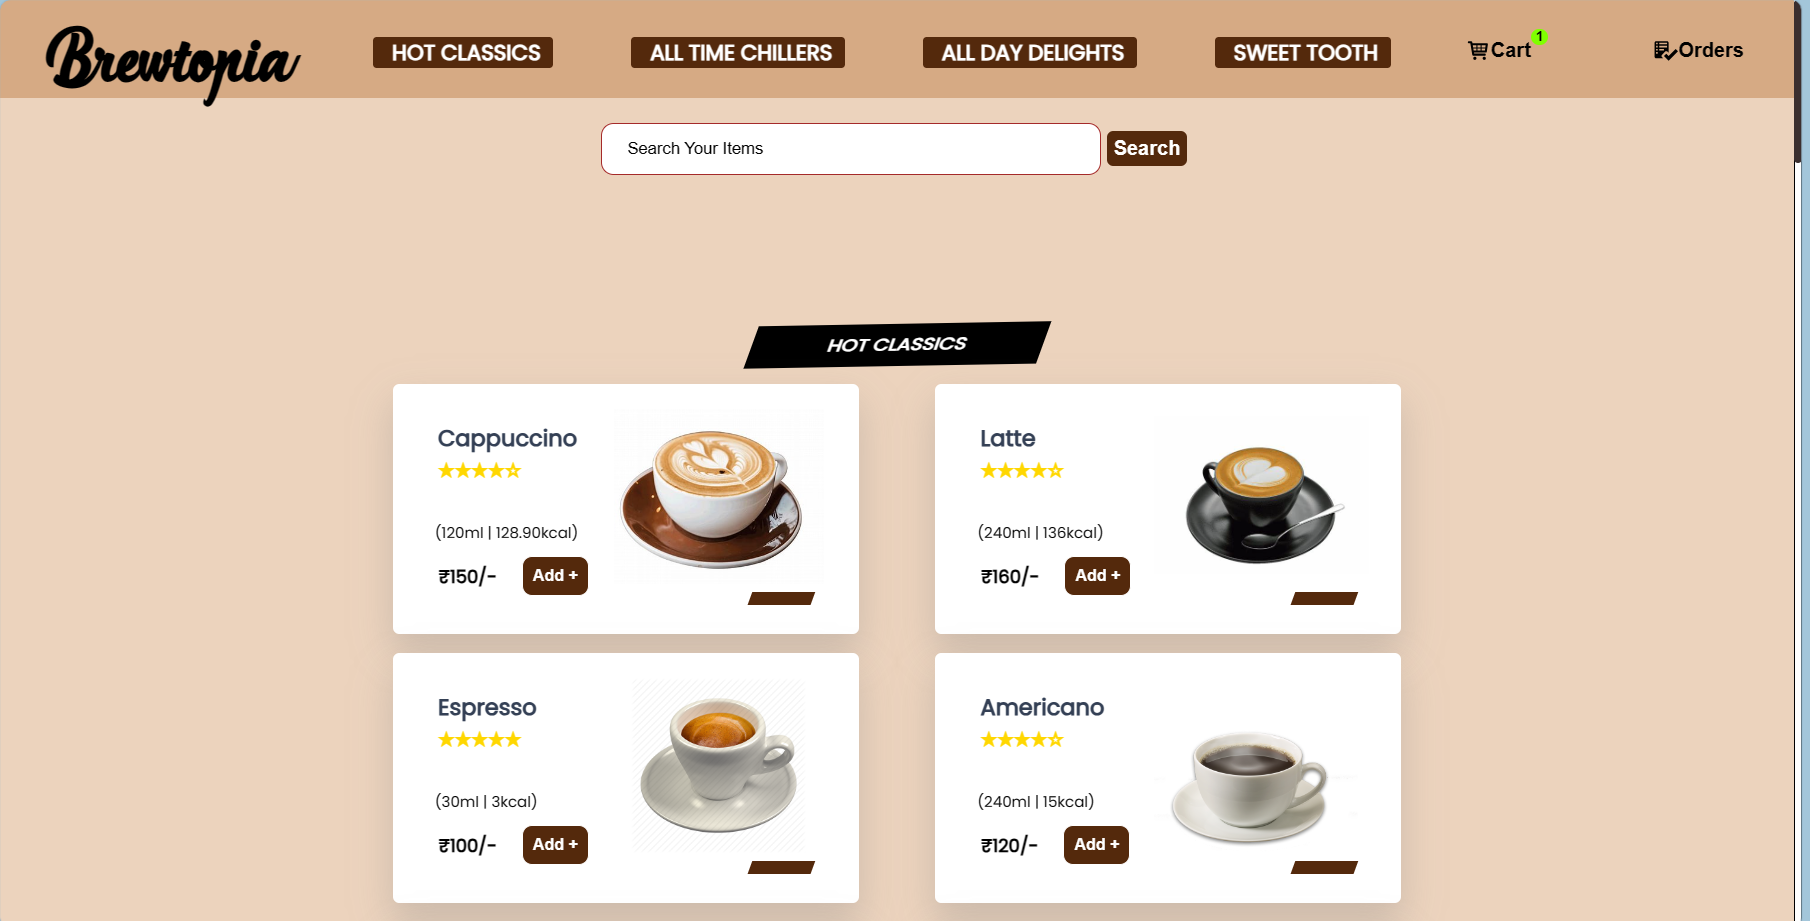 Brewtopia
HOT CLASSICS
ALL TIME CHILLERS
ALL DAY DELIGHTS
SWEET TOOTH
Cart
1
Orders
Search Your Items
Search
HOT CLASSICS
Cappuccino
★★★★☆
(120ml | 128.90kcal)
₹150/-
Add +
Latte
★★★★☆
(240ml | 136kcal)
₹160/-
Add +
Espresso
★★★★★
(30ml | 3kcal)
₹100/-
Add +
Americano
★★★★☆
(240ml | 15kcal)
₹120/-
Add +